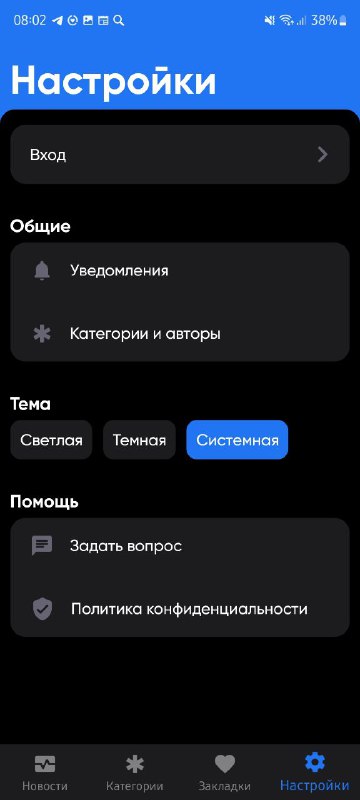 08:02 38%
Настройки
Вход
Общие
Уведомления
Категории и авторы
Тема
Светлая Темная Системная
Помощь
Задать вопрос
Политика конфиденциальности
Новости Категории Закладки Настройки